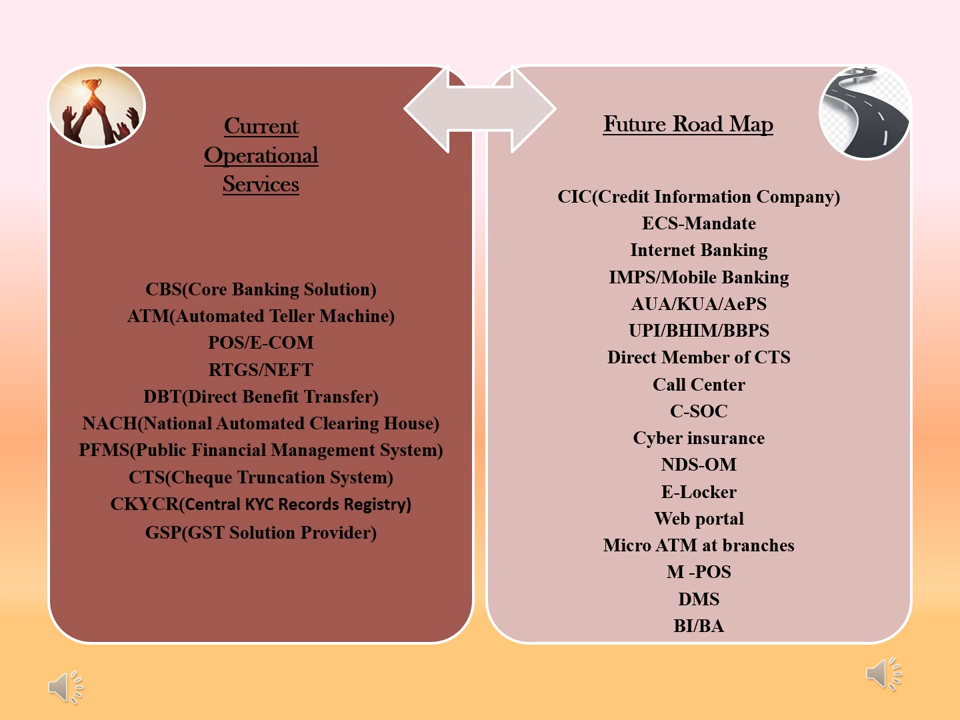 Current
Operational
Services
CBS(Core Banking Solution)
ATM(Automated Teller Machine)
POS/E-COM
RTGS/NEFT
DBT(Direct Benefit Transfer)
NACH(National Automated Clearing House)
PFMS(Public Financial Management System)
CTS(Cheque Truncation System)
CKYCR(Central KYC Records Registry)
GSP(GST Solution Provider)
Future Road Map
CIC(Credit Information Company)
ECS-Mandate
Internet Banking
IMPS/Mobile Banking
AUA/KUA/AePS
UPI/BHIM/BBPS
Direct Member of CTS
Call Center
C-SOC
Cyber insurance
NDS-OM
E-Locker
Web portal
Micro ATM at branches
M -POS
DMS
BI/BA